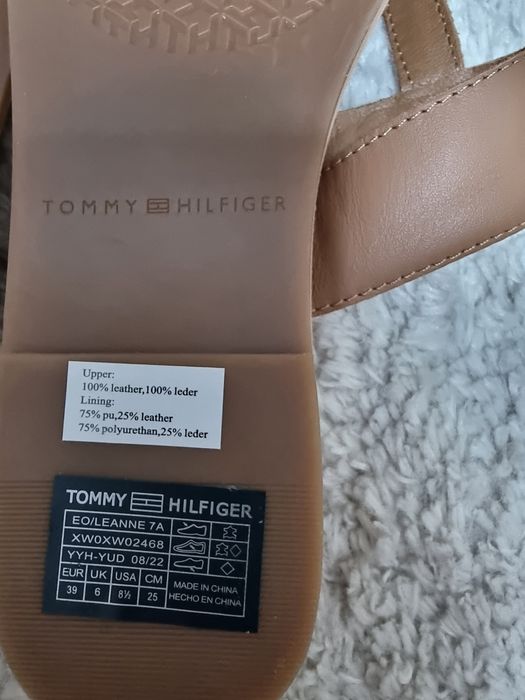 TOMMY HILFIGER
Upper:
100% leather,100% leder
Lining:
75% pu,25% leather
75% polyurethan,25% leder
TOMMY HILFIGER
EO/LEANNE 7A
XW0XW02468
YYH-YUD 08/22
EUR UK USA CM
39 6 8½ 25
MADE IN CHINA
HECHO EN CHINA